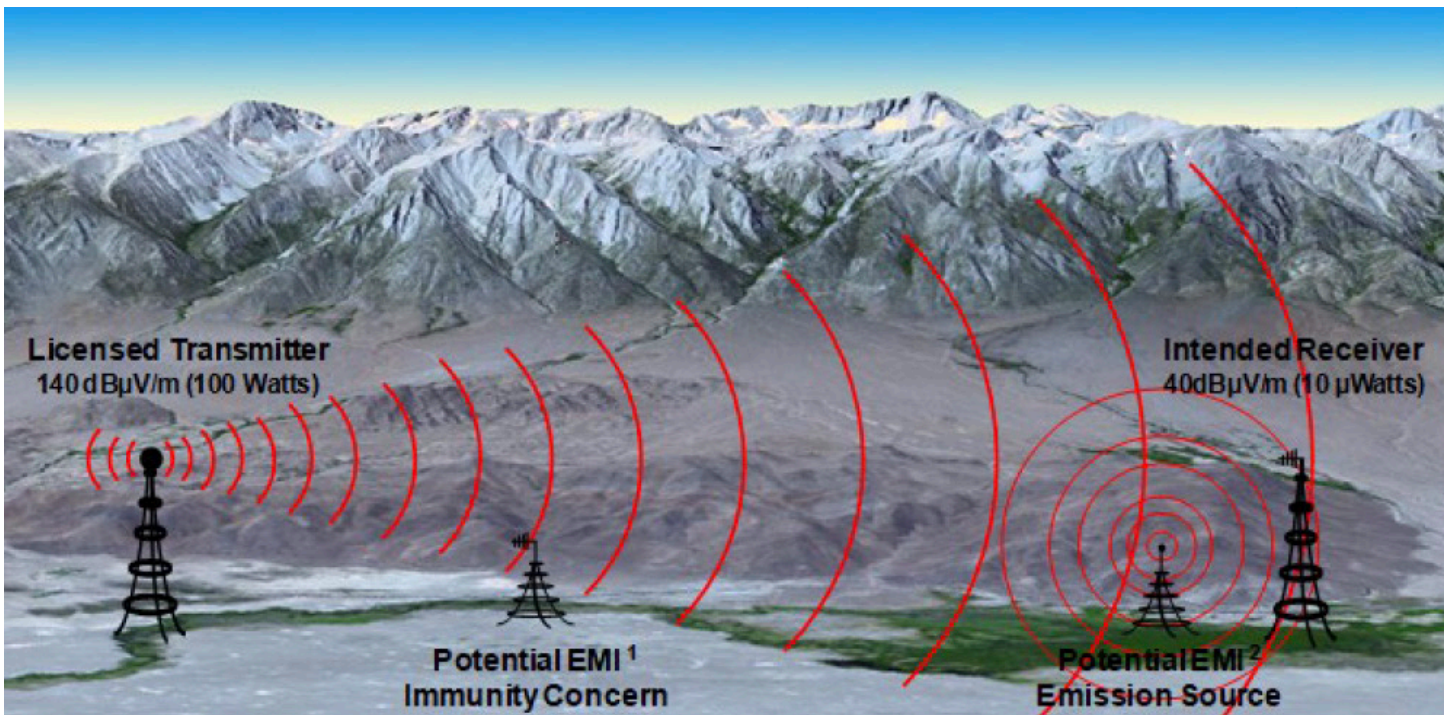 Licensed Transmitter
140 dBµV/m (100 Watts)
Intended Receiver
40dBµV/m (10 µWatts)
Potential EMI ¹
Immunity Concern
Potential EMI ²
Emission Source